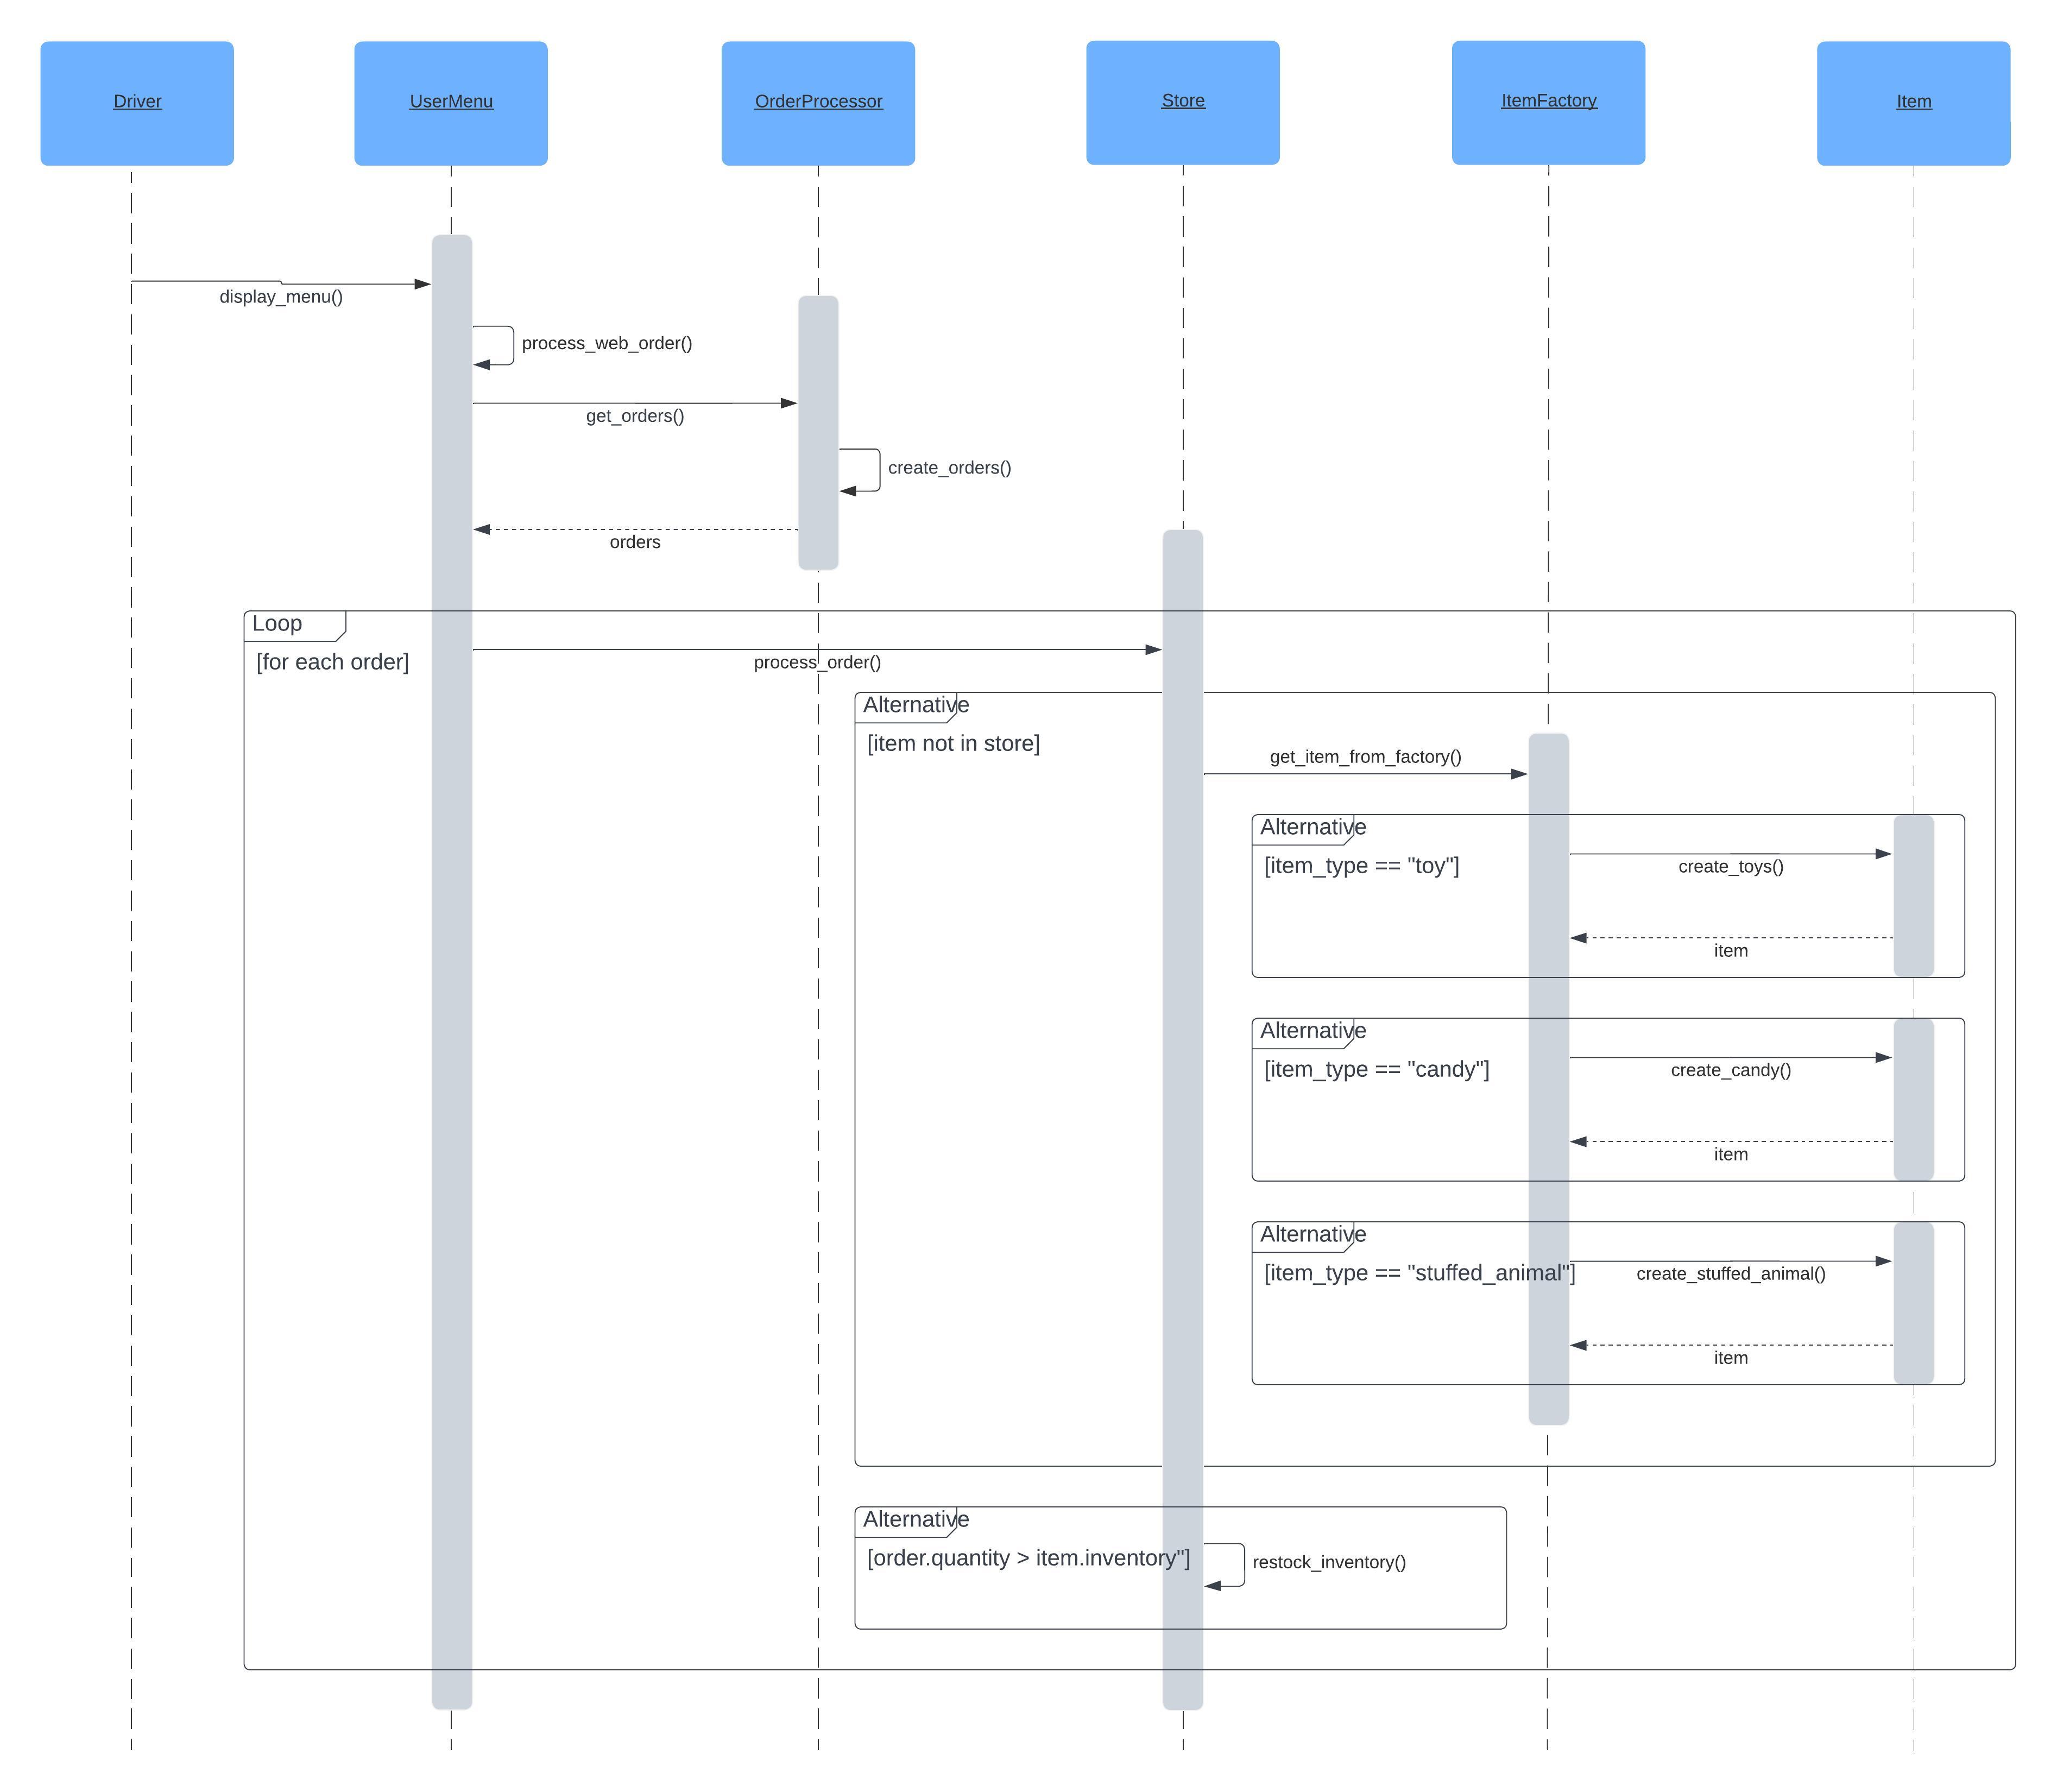 Driver
UserMenu
OrderProcessor
Store
ItemFactory
Item
display_menu()
process_web_order()
get_orders()
create_orders()
orders
Loop
[for each order]
process_order()
Alternative
[item not in store]
get_item_from_factory()
Alternative
[item_type == "toy"]
create_toys()
item
Alternative
[item_type == "candy"]
create_candy()
item
Alternative
[item_type == "stuffed_animal"]
create_stuffed_animal()
item
Alternative
[order.quantity > item.inventory"]
restock_inventory()